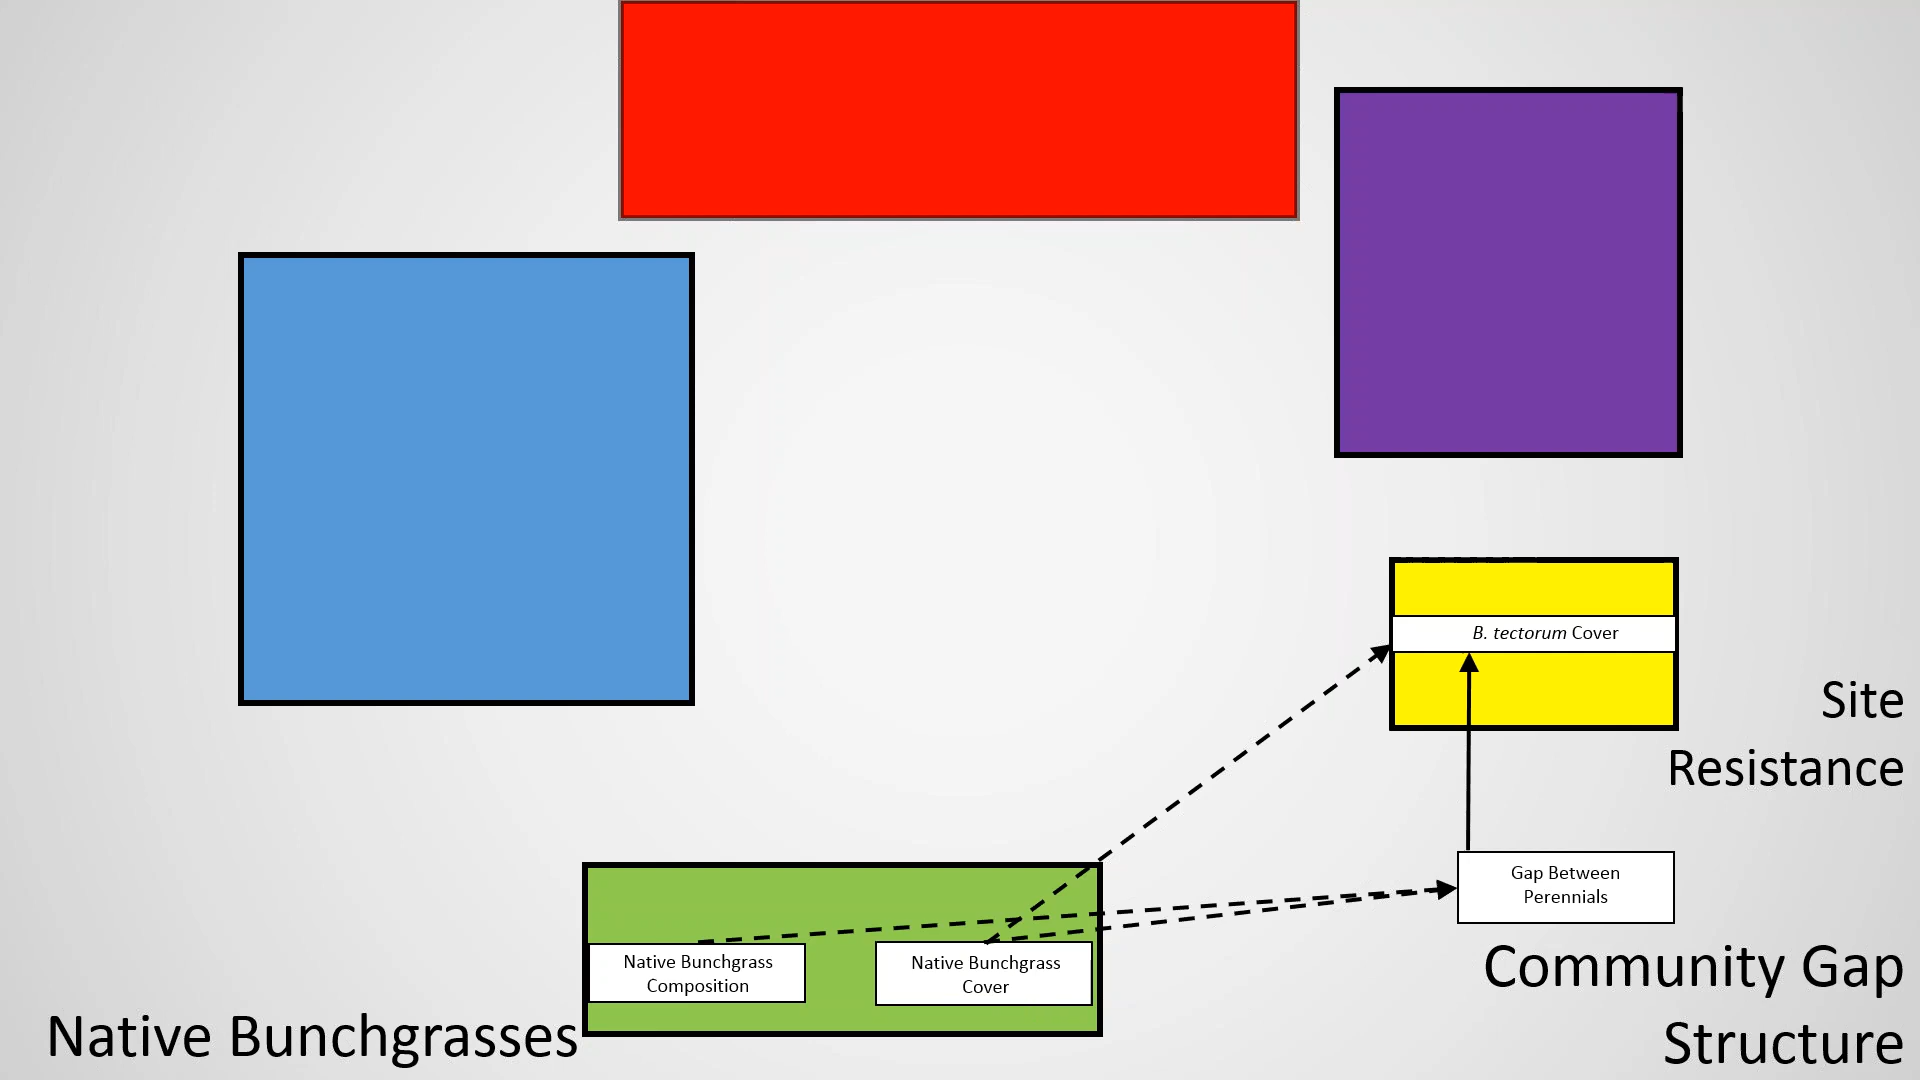 B. tectorum Cover
Site
Resistance
Gap Between
Perennials
Native Bunchgrass
Composition
Native Bunchgrass
Cover
Community Gap
Structure
Native Bunchgrasses